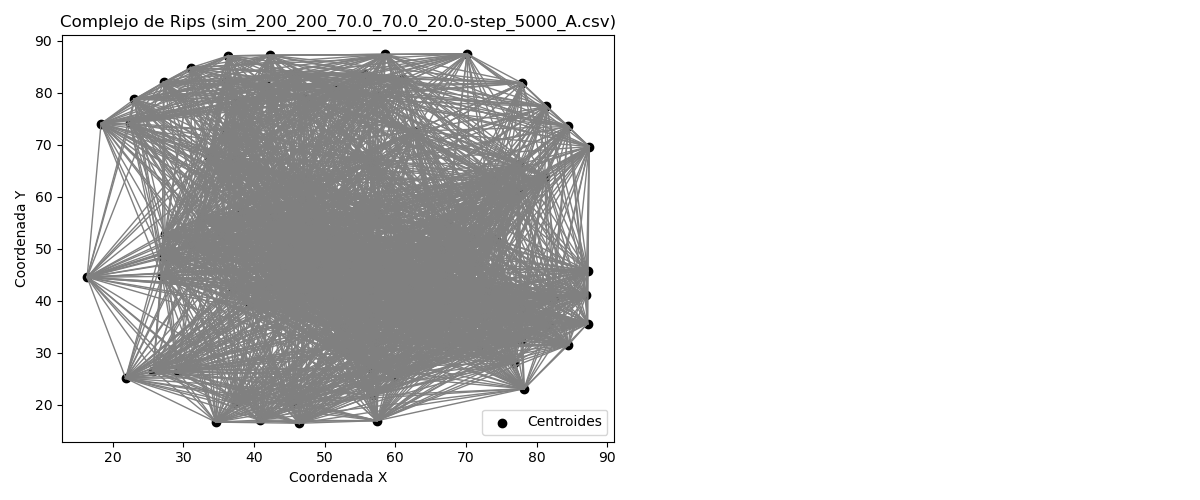 Complejo de Rips (sim_200_200_70.0_70.0_20.0-step_5000_A.csv)
90
80
70
60
50
40
30
20
Coordenada Y
Centroides
20 30 40 50 60 70 80 90
Coordenada X